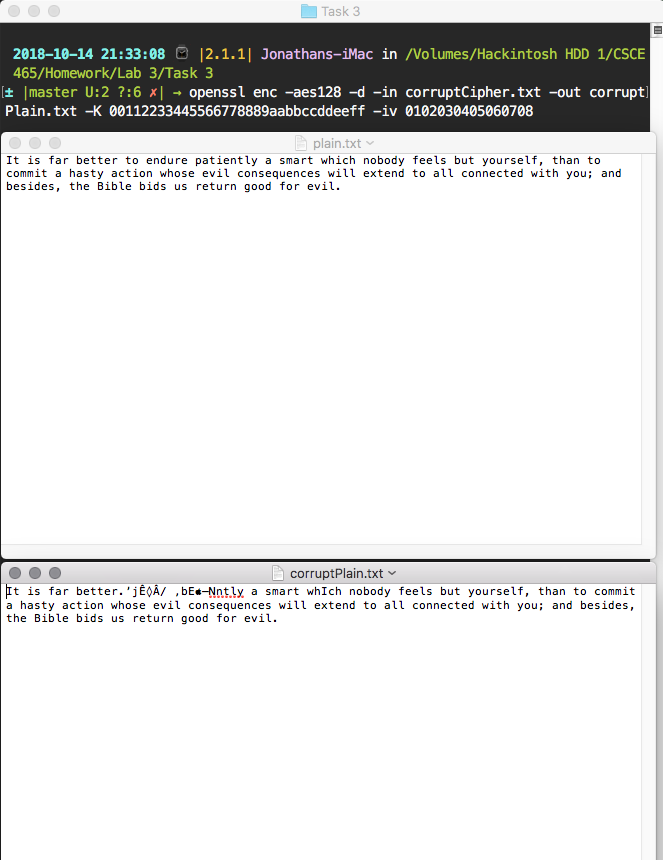 Task 3
2018-10-14 21:33:08 |2.1.1| Jonathans-iMac in /Volumes/Hackintosh HDD 1/CSCE
465/Homework/Lab 3/Task 3
[± |master U:2 ?:6 ✗| → openssl enc -aes128 -d -in corruptCipher.txt -out corrupt]
Plain.txt -K 00112233445566778889aabbccddeeff -iv 0102030405060708
plain.txt
It is far better to endure patiently a smart which nobody feels but yourself, than to
commit a hasty action whose evil consequences will extend to all connected with you; and
besides, the Bible bids us return good for evil.
corruptPlain.txt
It is far better.’jÊ◊Â/ ‚bE—Nntly a smart whIch nobody feels but yourself, than to commit
a hasty action whose evil consequences will extend to all connected with you; and besides,
the Bible bids us return good for evil.